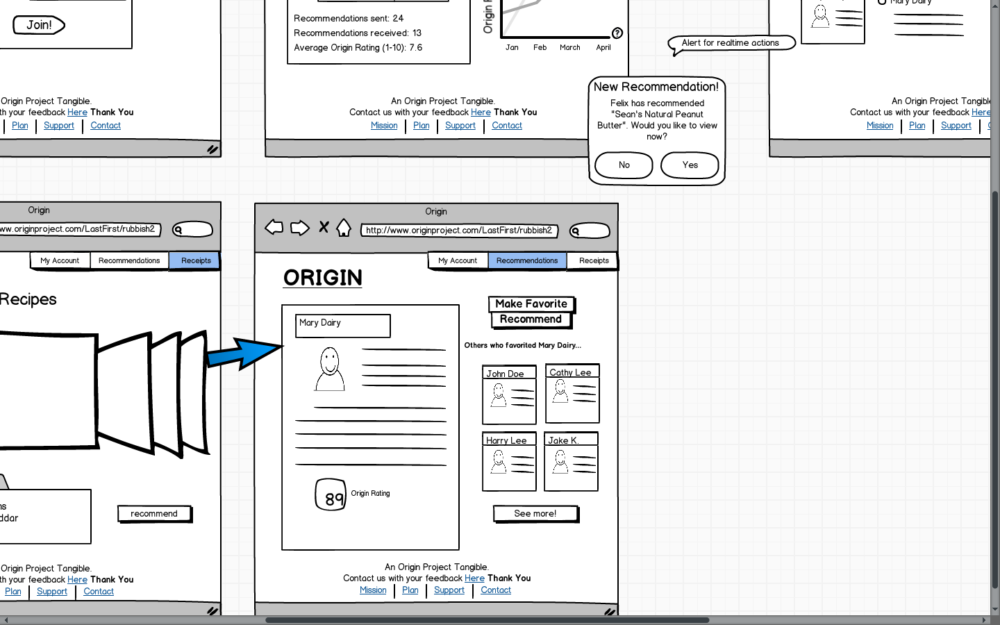 Join!
Origin Project Tangible.
th your feedback Here Thank You
Plan
Support
Contact
Recommendations sent: 24
Recommendations received: 13
Average Origin Rating (1-10): 7.6
Origin
Jan
Feb
March
April
?
An Origin Project Tangible.
Contact us with your feedback Here Thank You
Mission
Plan
Support
Contact
Alert for realtime actions
New Recommendation!
Felix has recommended
"Sean's Natural Peanut
Butter". Would you like to view
now?
No
Yes
Mary Dairy
An Origin Tangible
Contact us with your feedback Here
Mission
Plan
Support
Origin
ww.originproject.com/LastFirst/rubbish2
My Account
Recommendations
Receipts
Recipes
ddar
recommend
Origin Project Tangible.
th your feedback Here Thank You
Plan
Support
Contact
Origin
http://www.originproject.com/LastFirst/rubbish2
My Account
Recommendations
Receipts
ORIGIN
Mary Dairy
89
Origin Rating
Make Favorite
Recommend
Others who favorited Mary Dairy...
John Doe
Cathy Lee
Harry Lee
Jake K.
See more!
An Origin Project Tangible.
Contact us with your feedback Here Thank You
Mission
Plan
Support
Contact